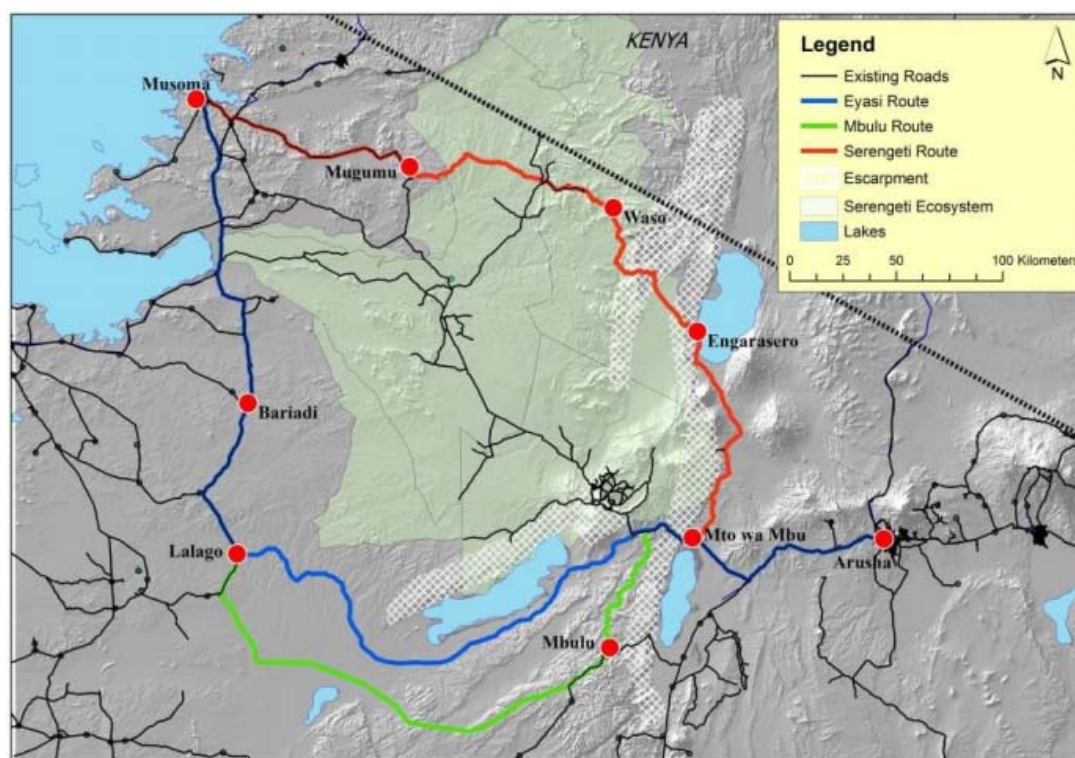 KENYA
Legend
N
Existing Roads
Eyasi Route
Mbulu Route
Serengeti Route
Escarpment
Serengeti Ecosystem
Lakes
0 25 50 100 Kilometers
Musoma
Mugumu
Waso
Engarasero
Bariadi
Lalago
Mto wa Mbu
Arusha
Mbulu